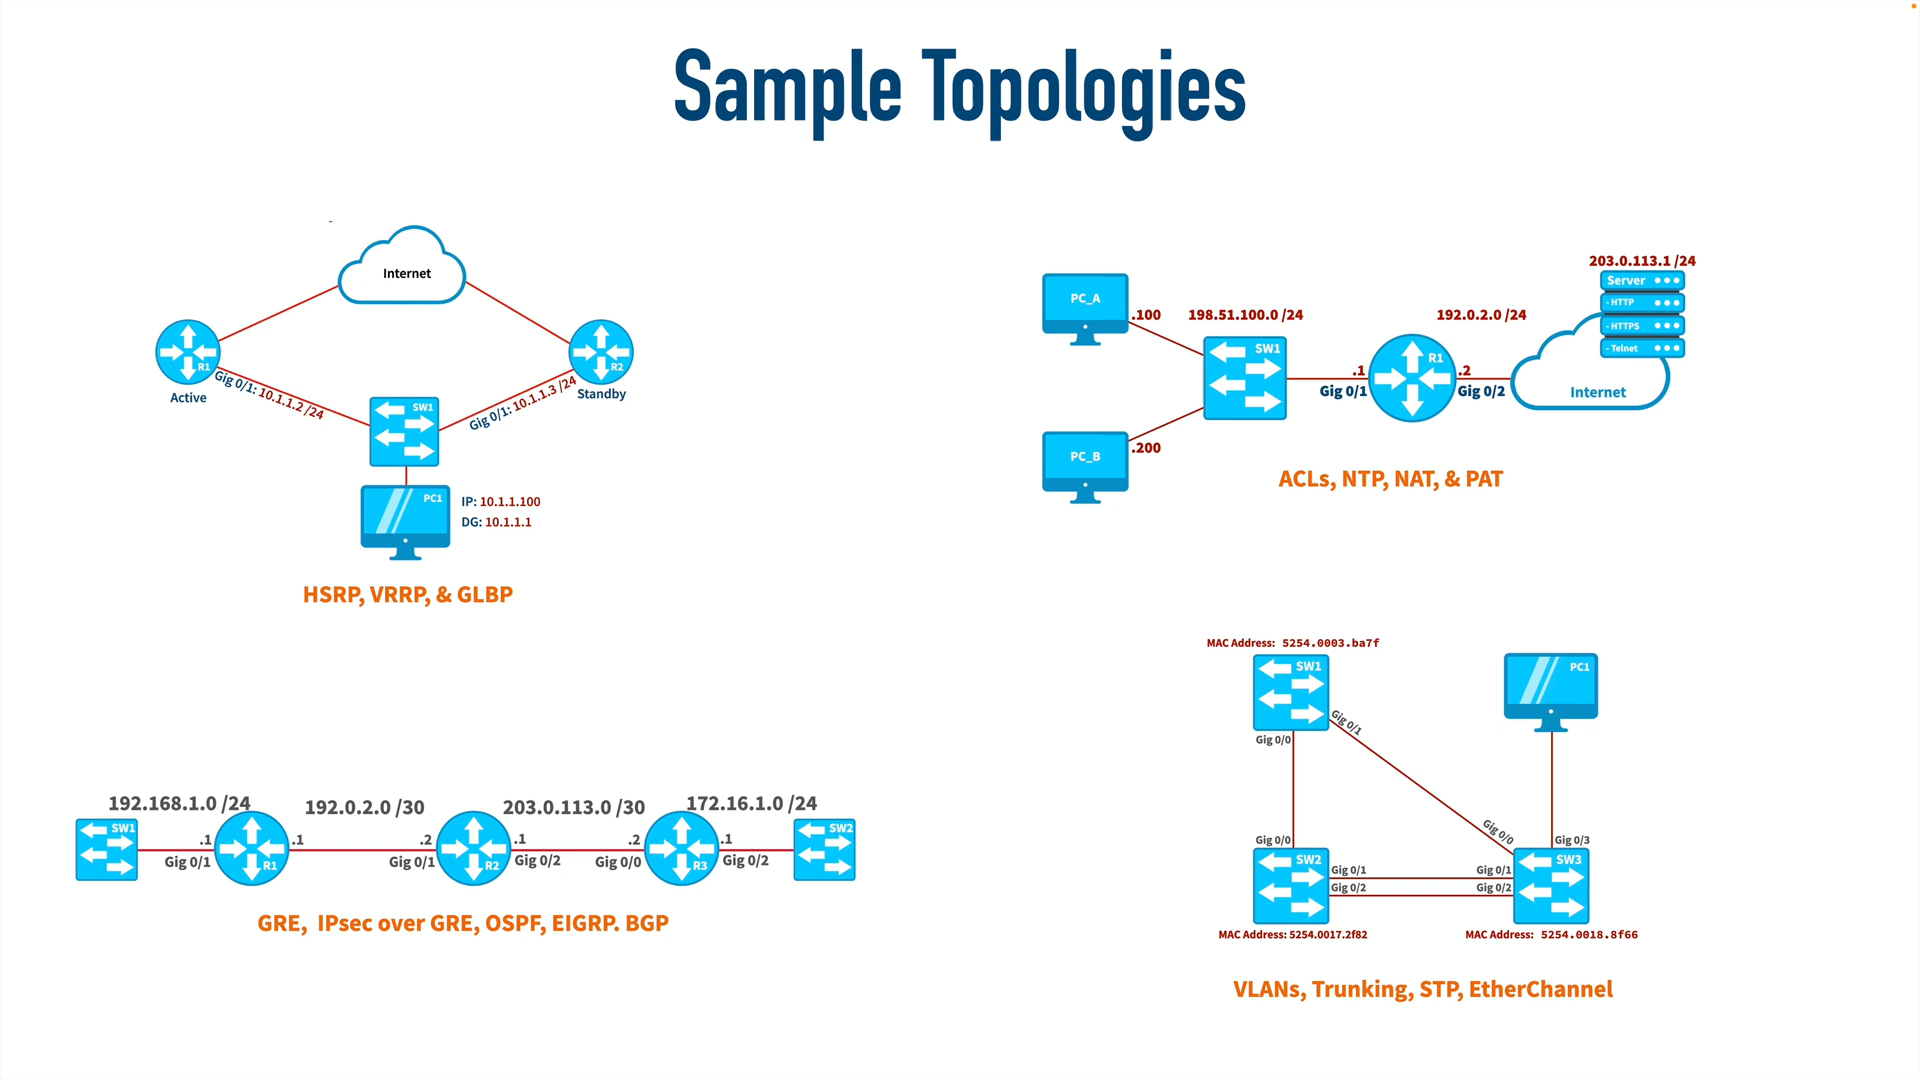 Sample Topologies
Internet
R1
Active
R2
Standby
Gig 0/1: 10.1.1.2 /24
Gig 0/1: 10.1.1.3 /24
SW1
PC1
IP: 10.1.1.100
DG: 10.1.1.1
HSRP, VRRP, & GLBP
203.0.113.1 /24
Server
- HTTP
- HTTPS
- Telnet
PC_A
.100
198.51.100.0 /24
192.0.2.0 /24
SW1
R1
.1
.2
Gig 0/1
Gig 0/2
Internet
PC_B
.200
ACLs, NTP, NAT, & PAT
192.168.1.0 /24
192.0.2.0 /30
203.0.113.0 /30
172.16.1.0 /24
SW1
.1
Gig 0/1
R1
.1
.2
Gig 0/1
R2
.1
Gig 0/2
.2
Gig 0/0
R3
.1
Gig 0/2
SW2
GRE,  IPsec over GRE, OSPF, EIGRP. BGP
MAC Address: 5254.0003.ba7f
SW1
PC1
Gig 0/1
Gig 0/0
Gig 0/0
Gig 0/0
Gig 0/3
SW2
SW3
Gig 0/1
Gig 0/1
Gig 0/2
Gig 0/2
MAC Address: 5254.0017.2f82
MAC Address: 5254.0018.8f66
VLANs, Trunking, STP, EtherChannel